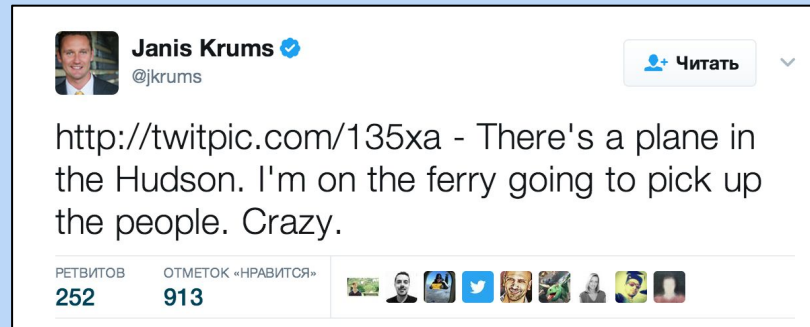 Janis Krums
@jkrums
Читать
http://twitpic.com/135xa - There's a plane in
the Hudson. I'm on the ferry going to pick up
the people. Crazy.
РЕТВИТОВ ОТМЕТОК «НРАВИТСЯ»
252 913